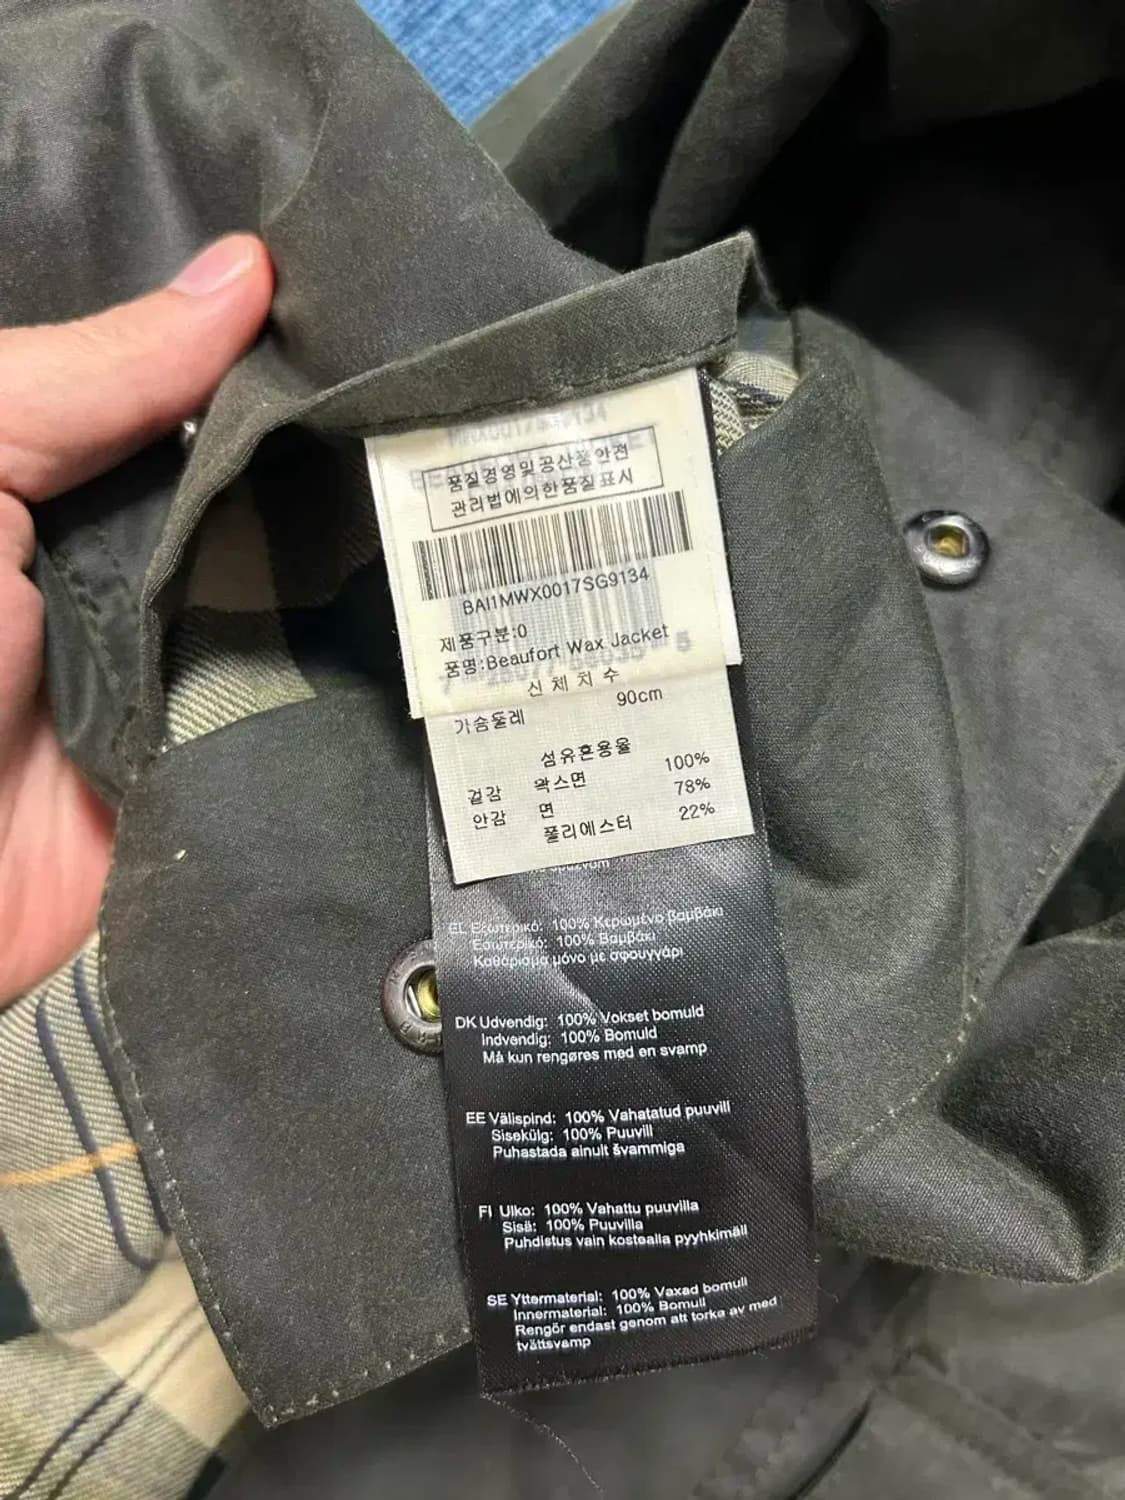 품질경영및공산품안전
관리법에의한품질표시
BAI1MWX0017SG9134
제품구분:0
품명:Beaufort Wax Jacket
신 체 치 수
가슴둘레 90cm
섬유혼용율
겉감 왁스면 100%
안감 면 78%
폴리에스터 22%
EL Εξωτερικό: 100% Κερωμένο βαμβάκι
Εσωτερικό: 100% Βαμβάκι
Καθάρισμα μόνο με σφουγγάρι
DK Udvendig: 100% Vokset bomuld
Indvendig: 100% Bomuld
Må kun rengøres med en svamp
EE Välispind: 100% Vahatatud puuvill
Sisekülg: 100% Puuvill
Puhastada ainult švammiga
FI Ulko: 100% Vahattu puuvilla
Sisä: 100% Puuvilla
Puhdistus vain kostealla pyyhkimäll
SE Yttermaterial: 100% Vaxad bomull
Innermaterial: 100% Bomull
Rengör endast genom att torka av med
tvättsvamp